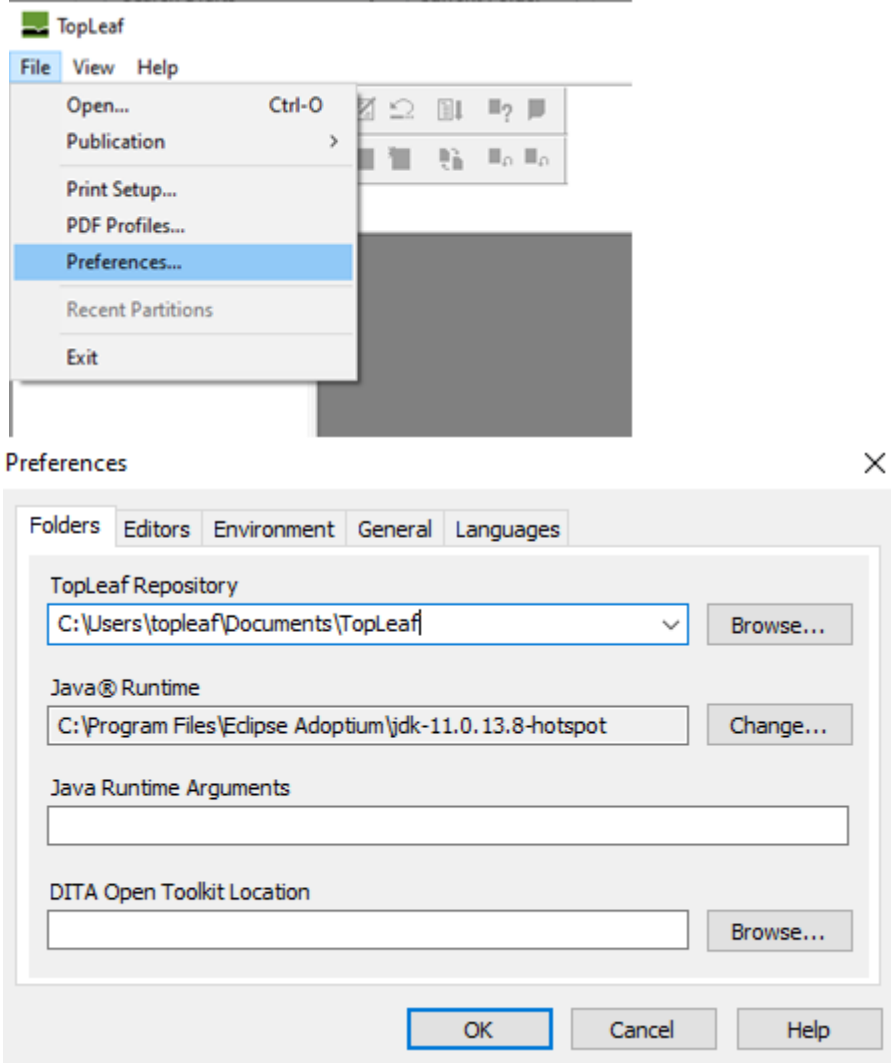 TopLeaf
File View Help
Open... Ctrl-O
Publication
Print Setup...
PDF Profiles...
Preferences...
Recent Partitions
Exit
Preferences
Folders Editors Environment General Languages
TopLeaf Repository
C:\Users\topleaf\Documents\TopLeaf Browse...
Java® Runtime
C:\Program Files\Eclipse Adoptium\jdk-11.0.13.8-hotspot Change...
Java Runtime Arguments
DITA Open Toolkit Location
Browse...
OK Cancel Help